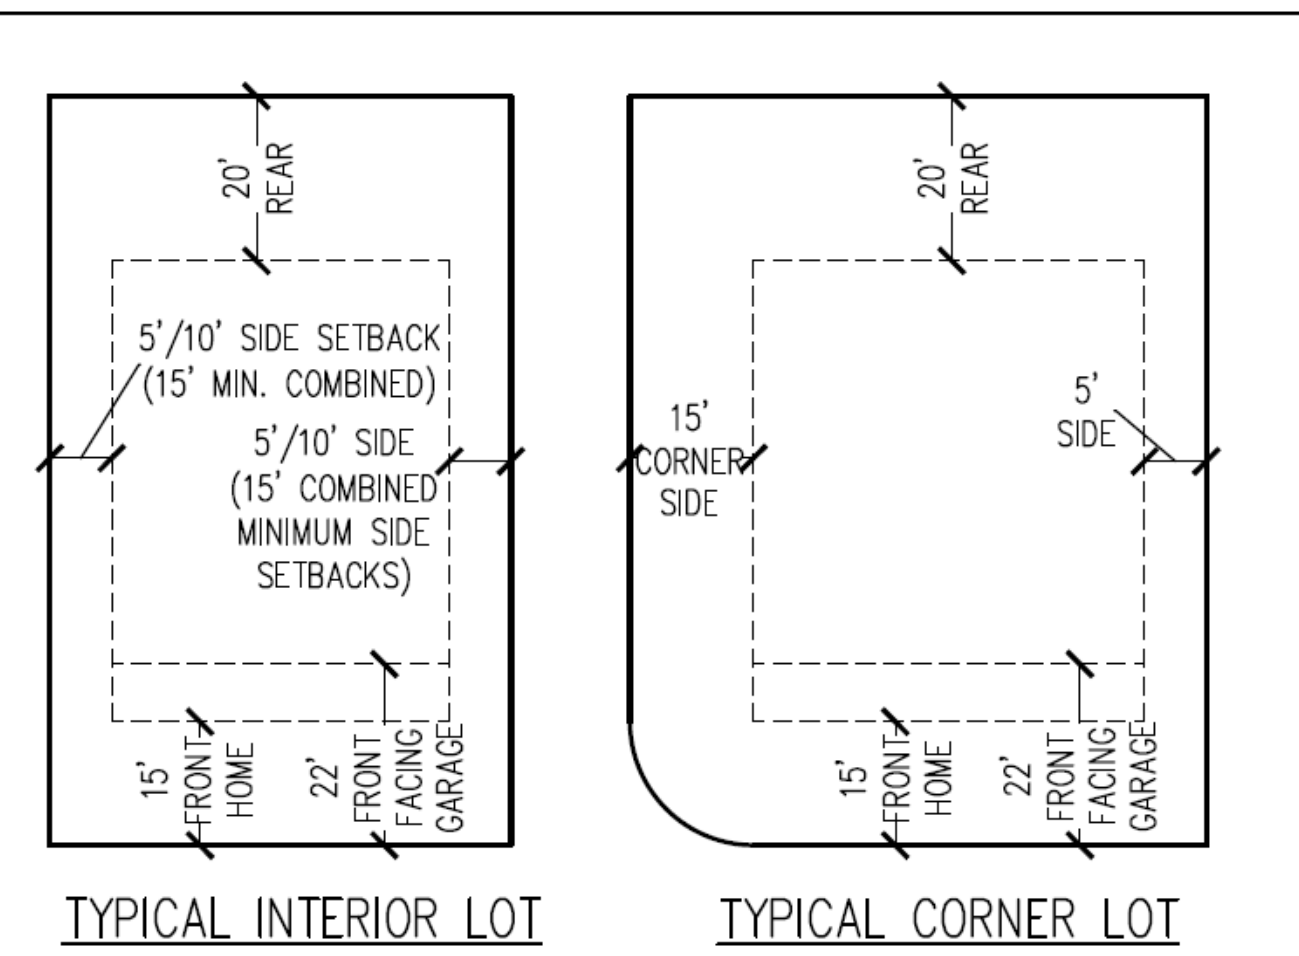 20'
REAR
5'/10' SIDE SETBACK
(15' MIN. COMBINED)
5'/10' SIDE
(15' COMBINED
MINIMUM SIDE
SETBACKS)
15'
FRONT
HOME
22'
FRONT
FACING
GARAGE
TYPICAL INTERIOR LOT
20'
REAR
15'
CORNER
SIDE
5'
SIDE
15'
FRONT
HOME
22'
FRONT
FACING
GARAGE
TYPICAL CORNER LOT